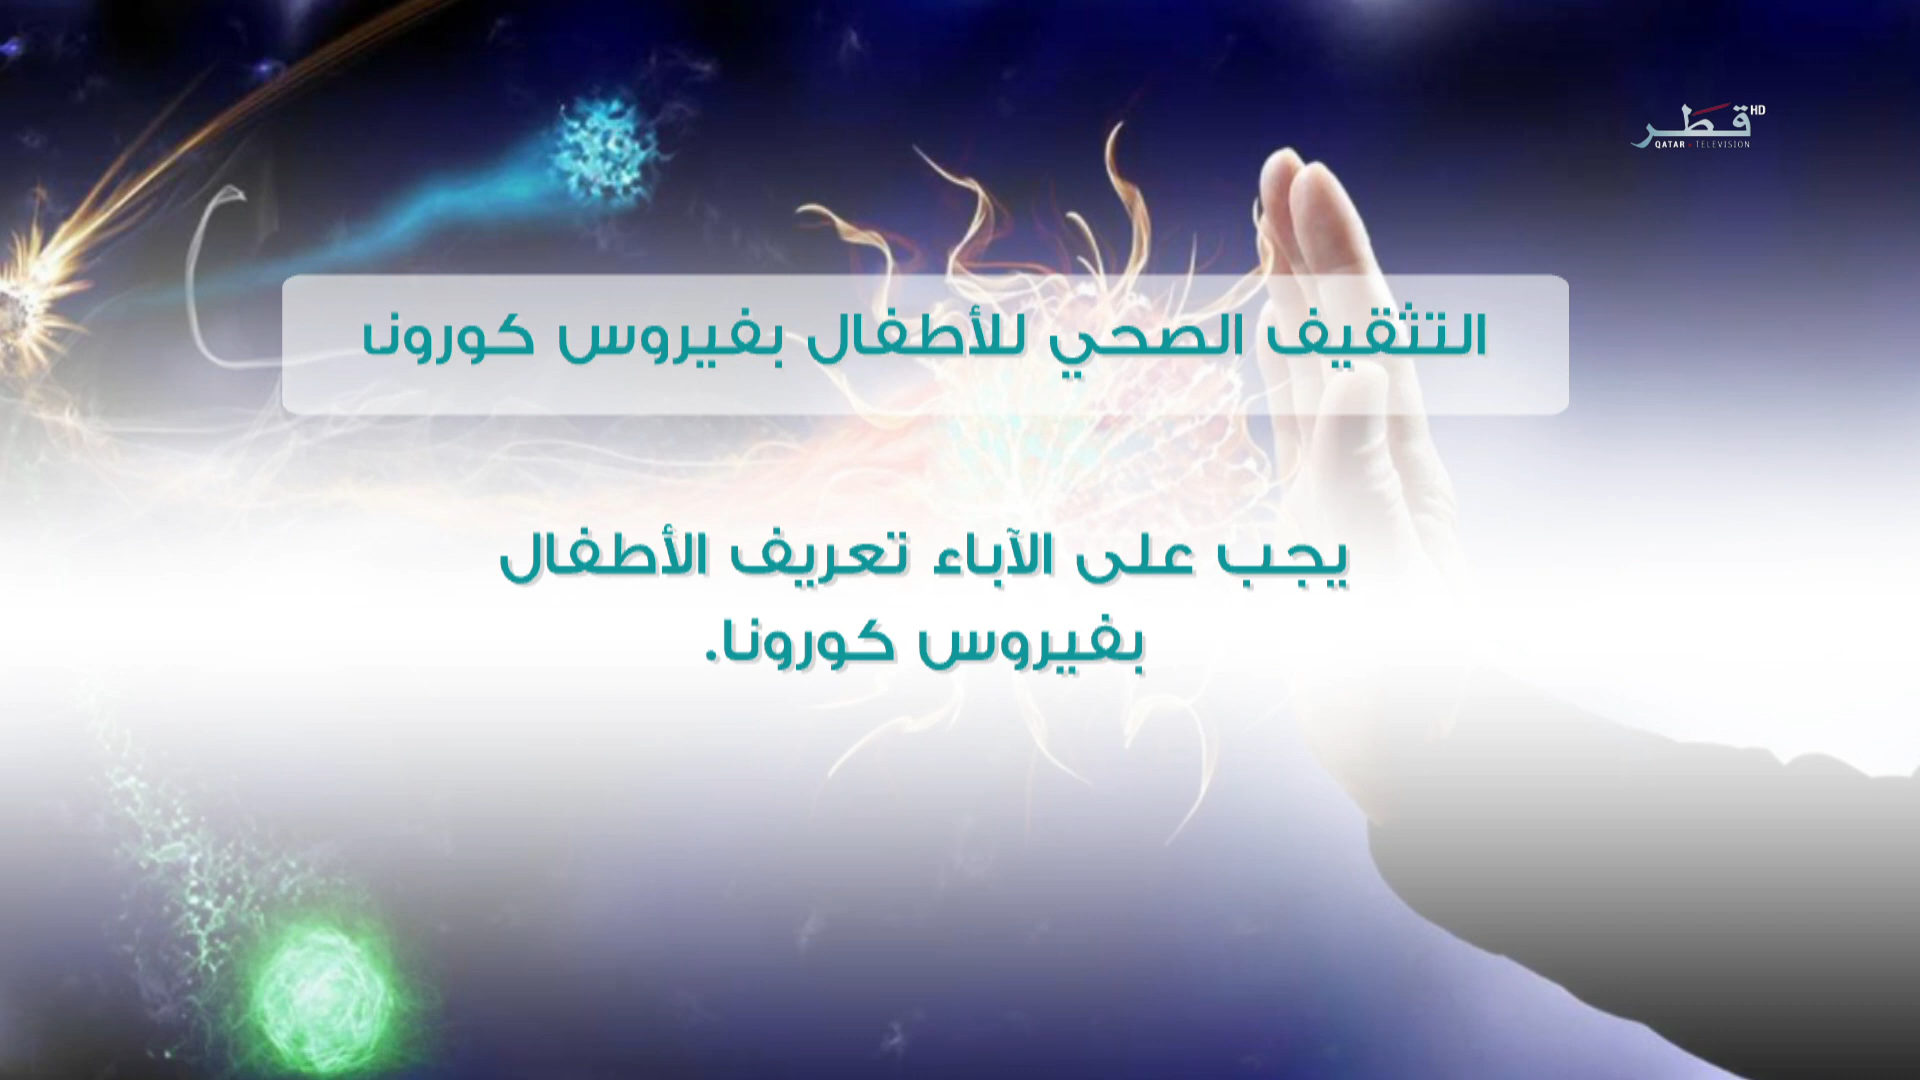 قطر HD
QATAR TELEVISION
التثقيف الصحي للأطفال بفيروس كورونا
يجب على الآباء تعريف الأطفال
بفيروس كورونا.